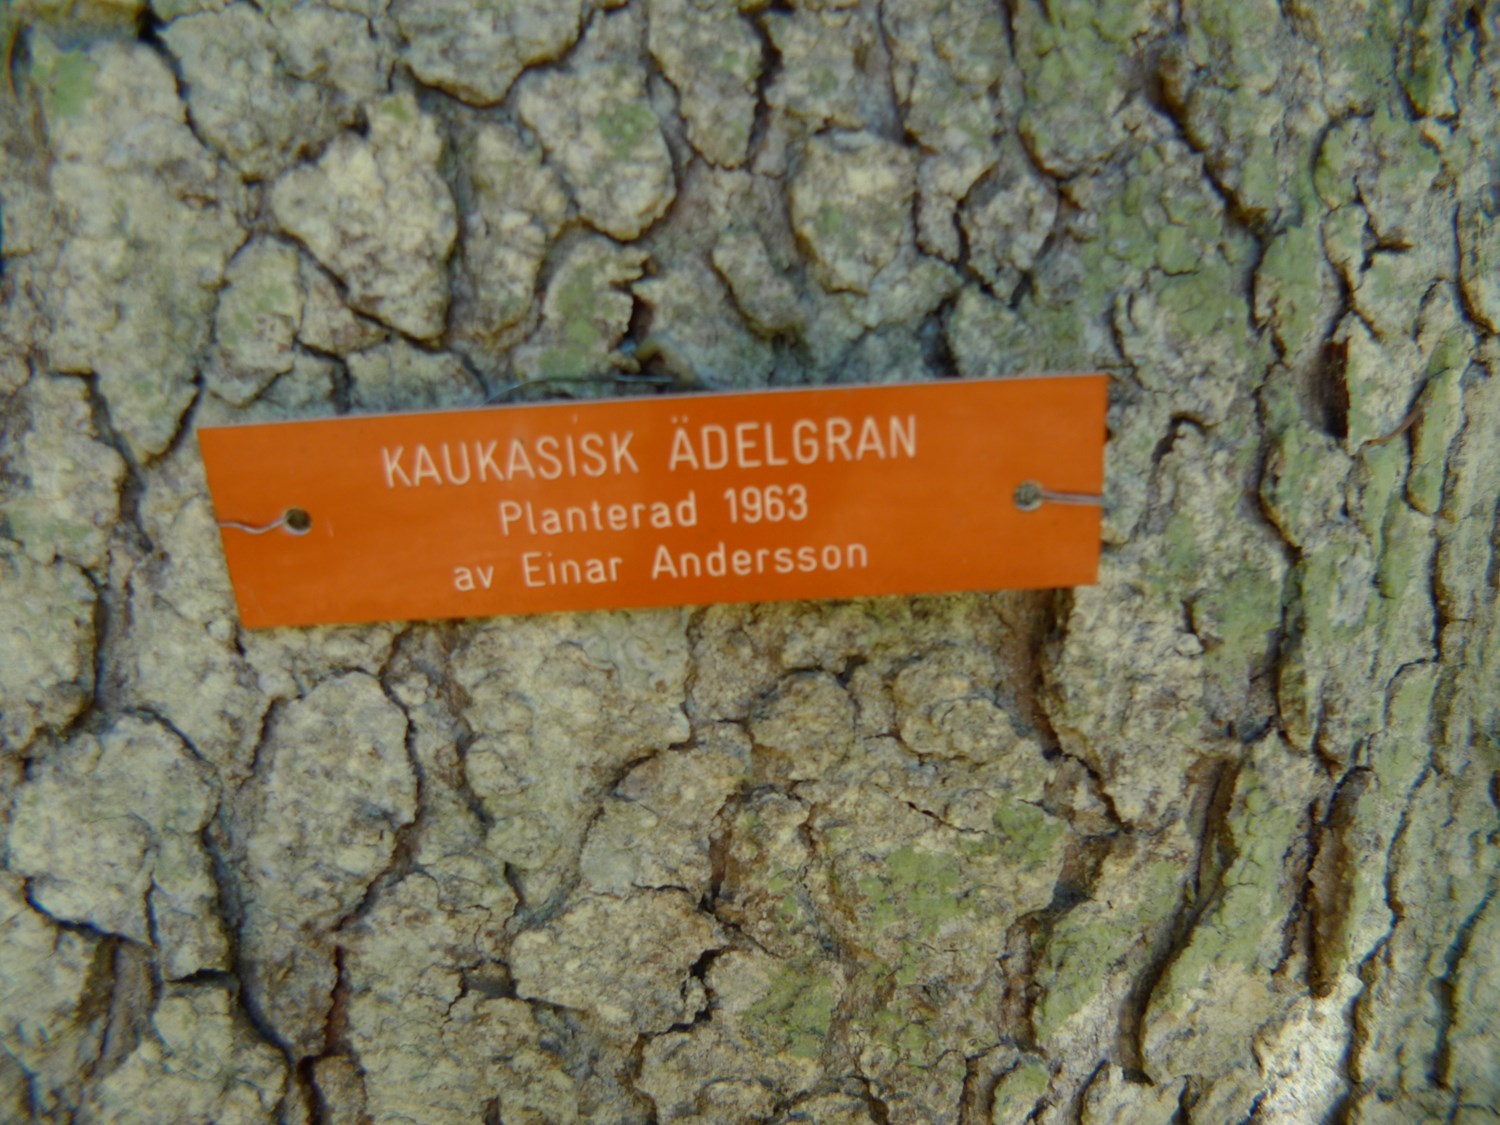 KAUKASISK ÄDELGRAN
Planterad 1963
av Einar Andersson